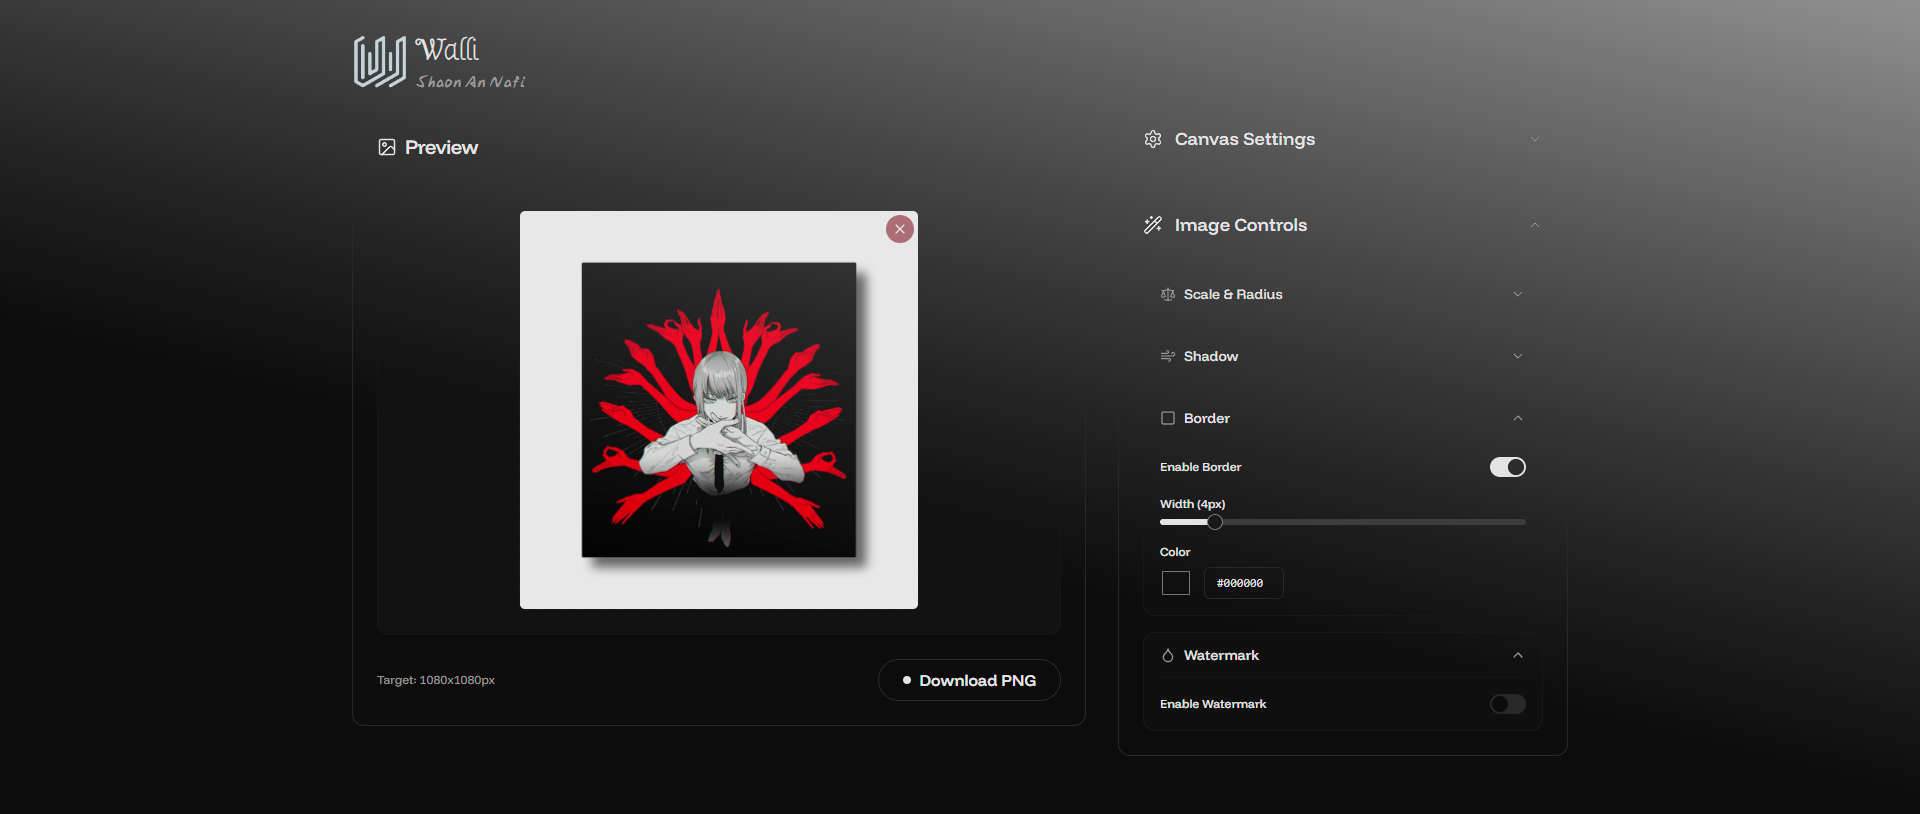 Walli
Shaon An Nafi
Preview
Target: 1080x1080px
Download PNG
Canvas Settings
Image Controls
Scale & Radius
Shadow
Border
Enable Border
Width (4px)
Color
#000000
Watermark
Enable Watermark